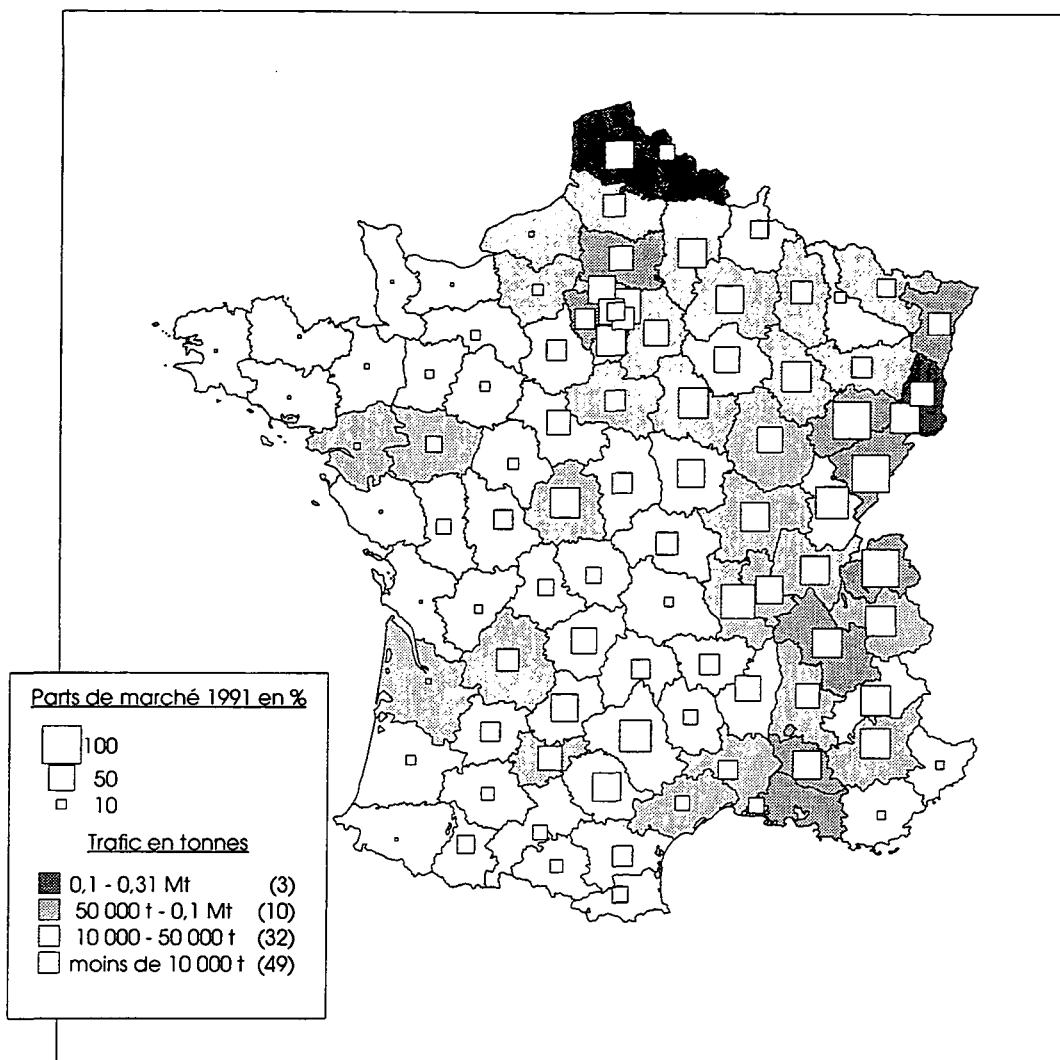 Parts de marché 1991 en %
100
50
10
Trafic en tonnes
0,1 - 0,31 Mt (3)
50 000 t - 0,1 Mt (10)
10 000 - 50 000 t (32)
moins de 10 000 t (49)